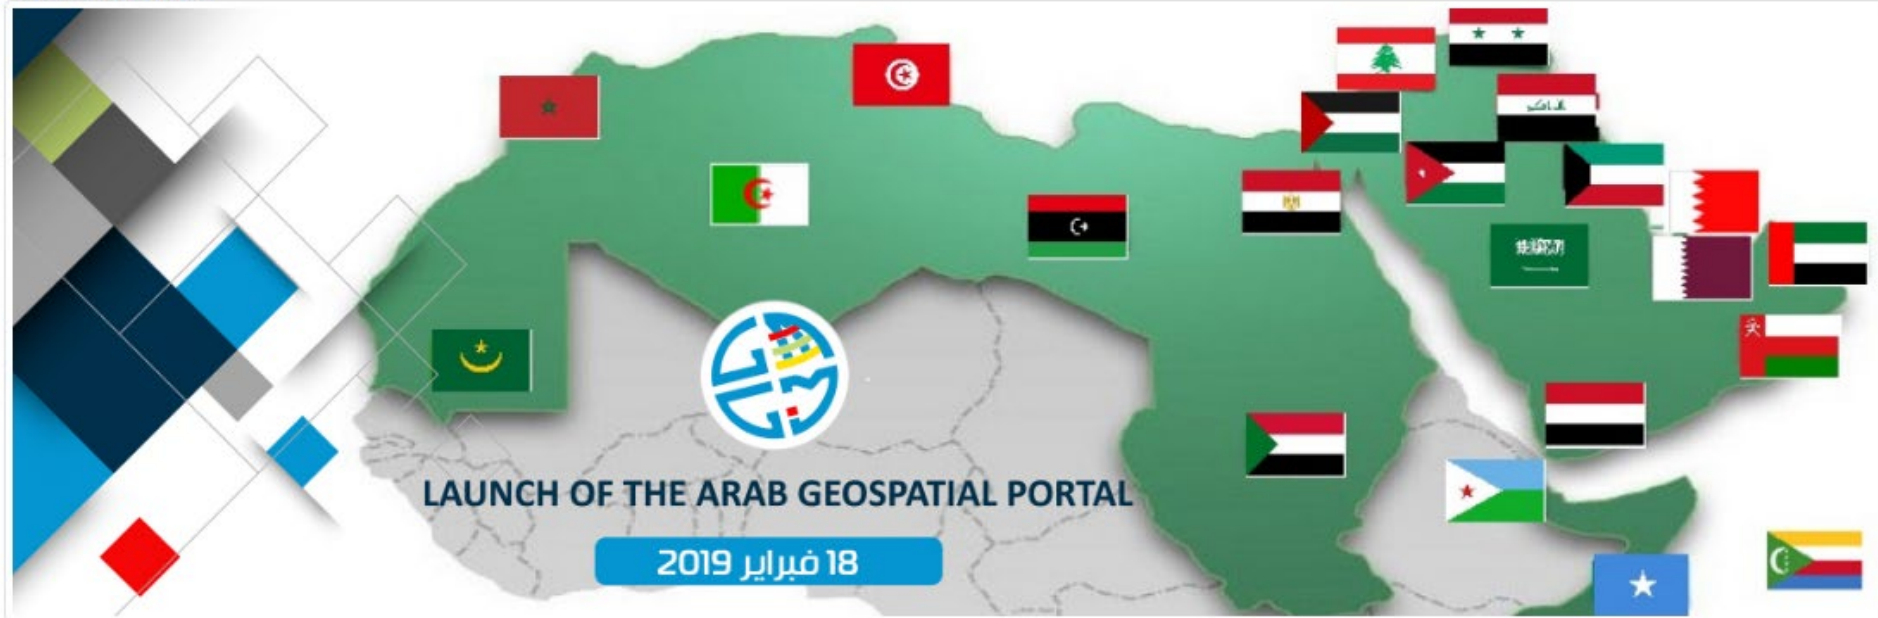 LAUNCH OF THE ARAB GEOSPATIAL PORTAL
18 فبراير 2019